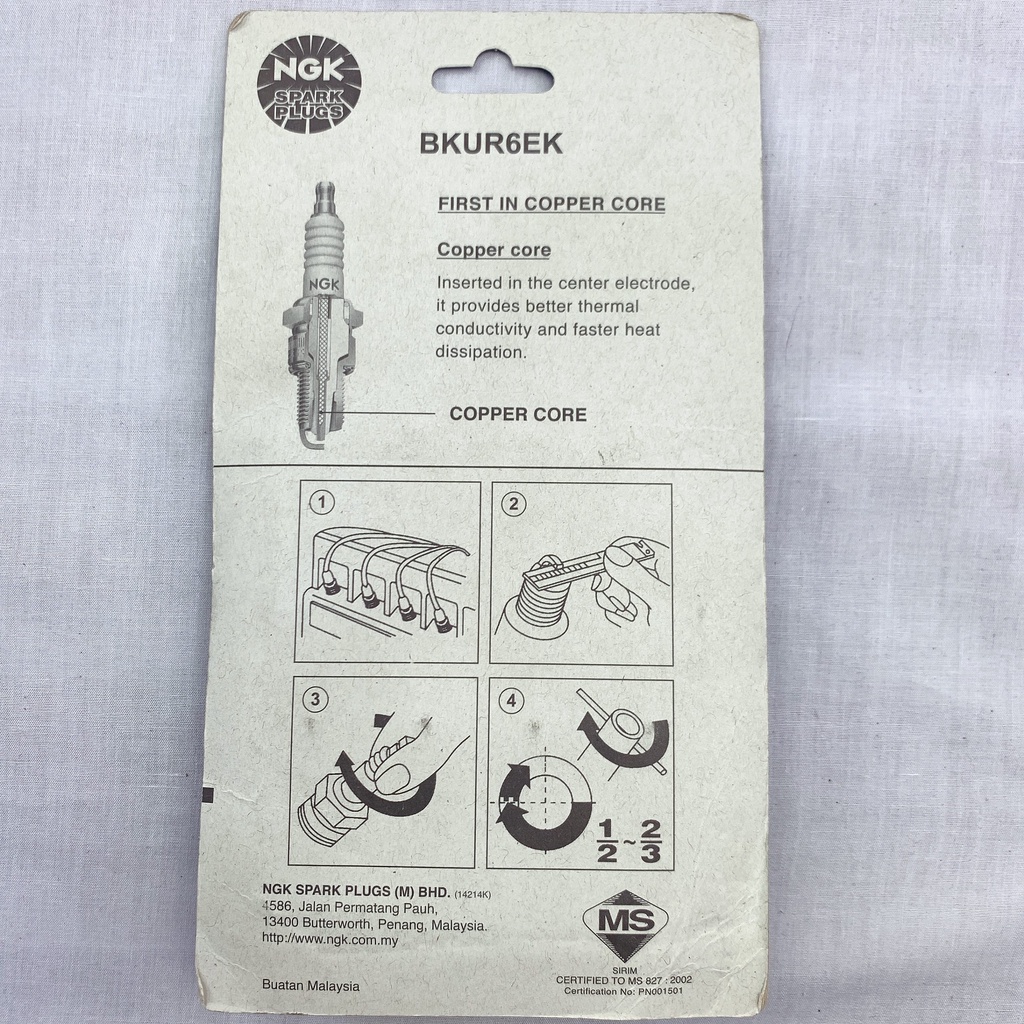 NGK
SPARK
PLUGS
BKUR6EK
FIRST IN COPPER CORE
Copper core
Inserted in the center electrode,
it provides better thermal
conductivity and faster heat
dissipation.
NGK
COPPER CORE
1
2
3
4
1/2 ~ 2/3
NGK SPARK PLUGS (M) BHD. (14214K)
4586, Jalan Permatang Pauh,
13400 Butterworth, Penang, Malaysia.
http://www.ngk.com.my
Buatan Malaysia
MS
SIRIM
CERTIFIED TO MS 827 : 2002
Certification No: PN001501